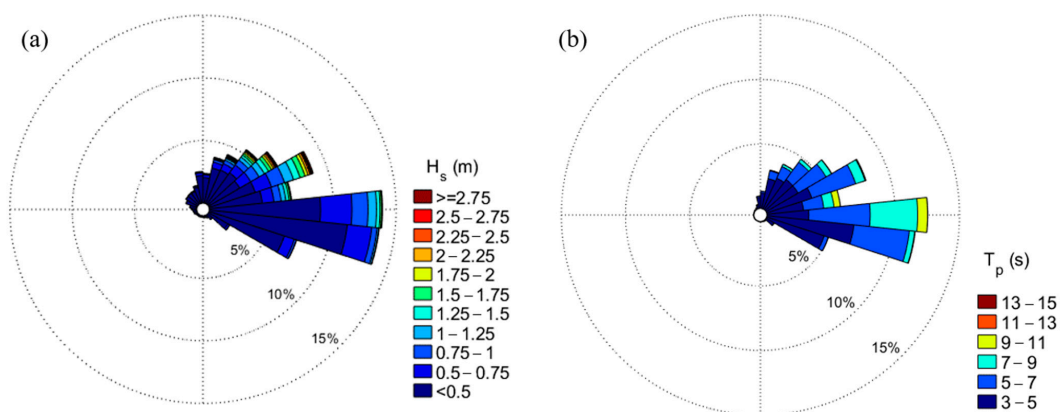 (a)
5%
10%
15%
H_s (m)
>=2.75
2.5 – 2.75
2.25 – 2.5
2 – 2.25
1.75 – 2
1.5 – 1.75
1.25 – 1.5
1 – 1.25
0.75 – 1
0.5 – 0.75
<0.5
(b)
5%
10%
15%
T_p (s)
13 – 15
11 – 13
9 – 11
7 – 9
5 – 7
3 – 5